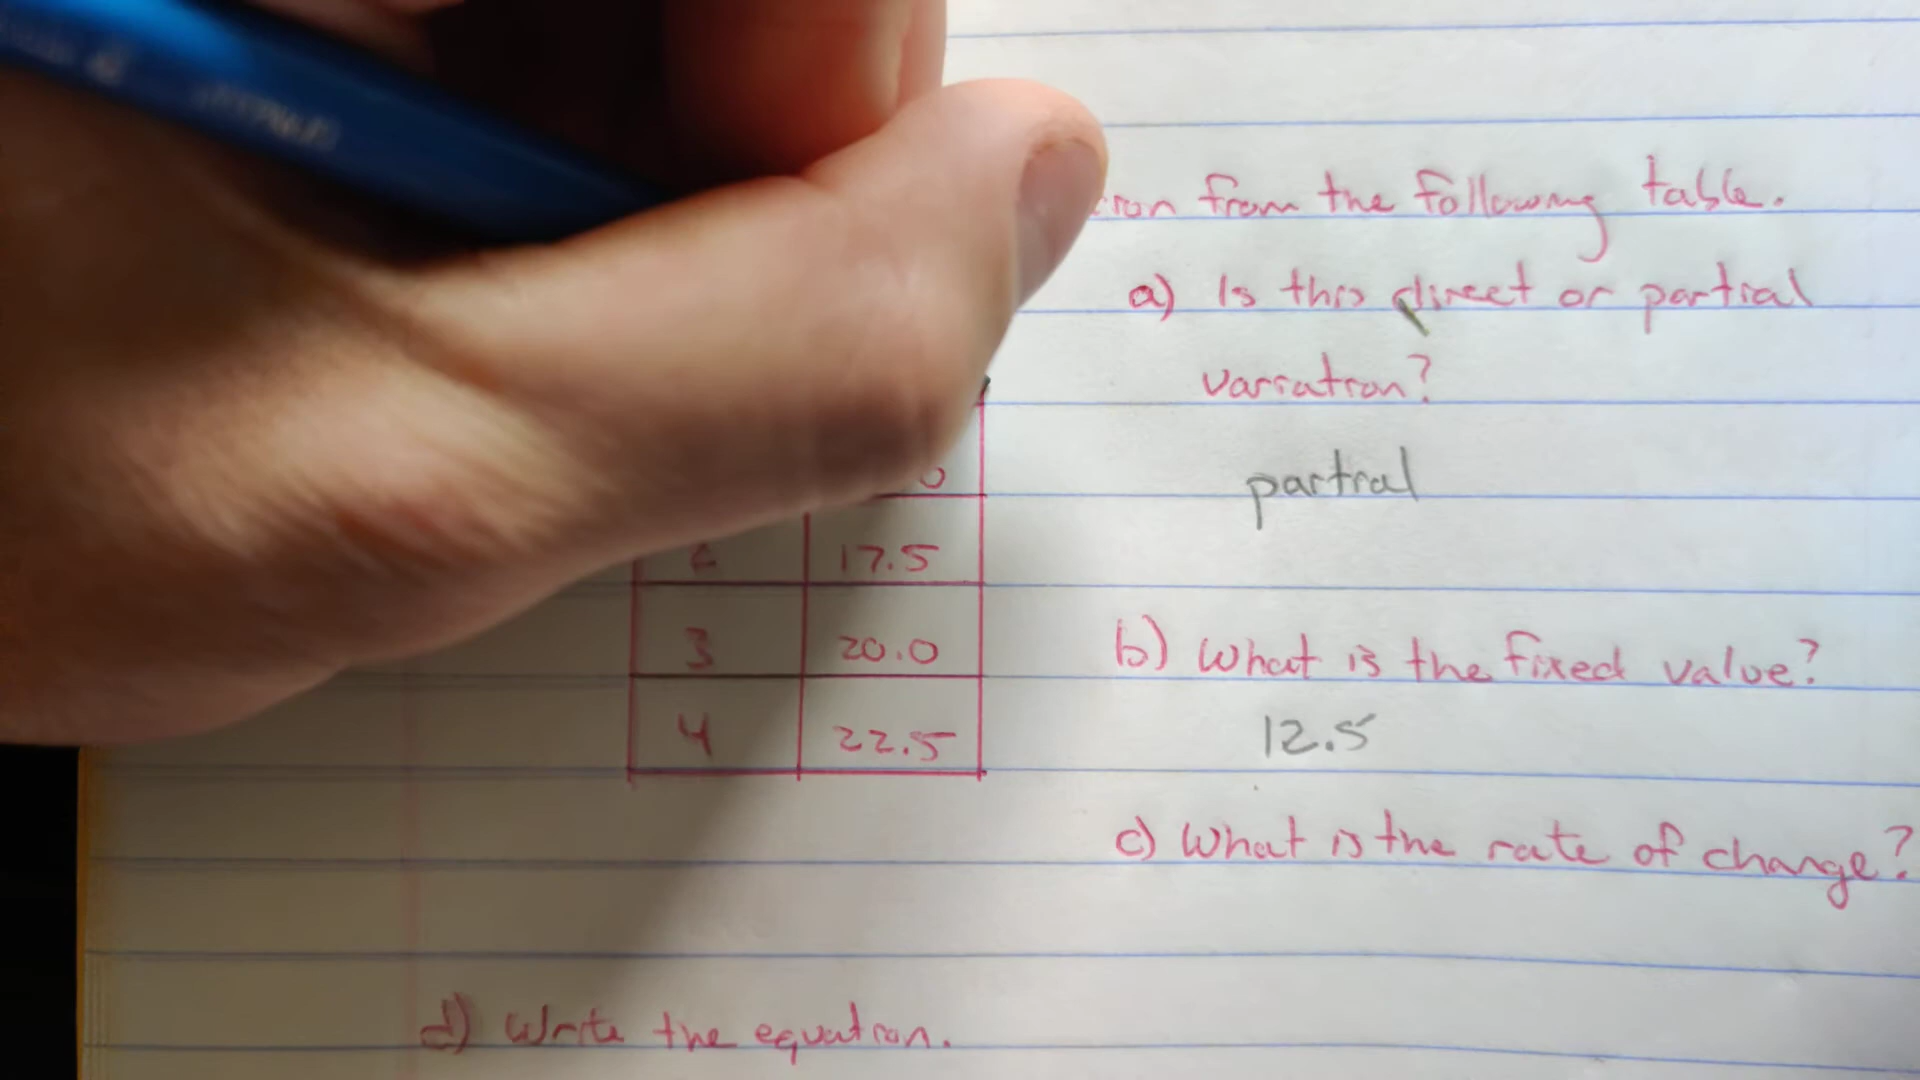 from the following table.
a) Is this direct or partial
variation?
partial
17.5
3 20.0
4 22.5
b) What is the fixed value?
12.5
c) What is the rate of change?
d) Write the equation.